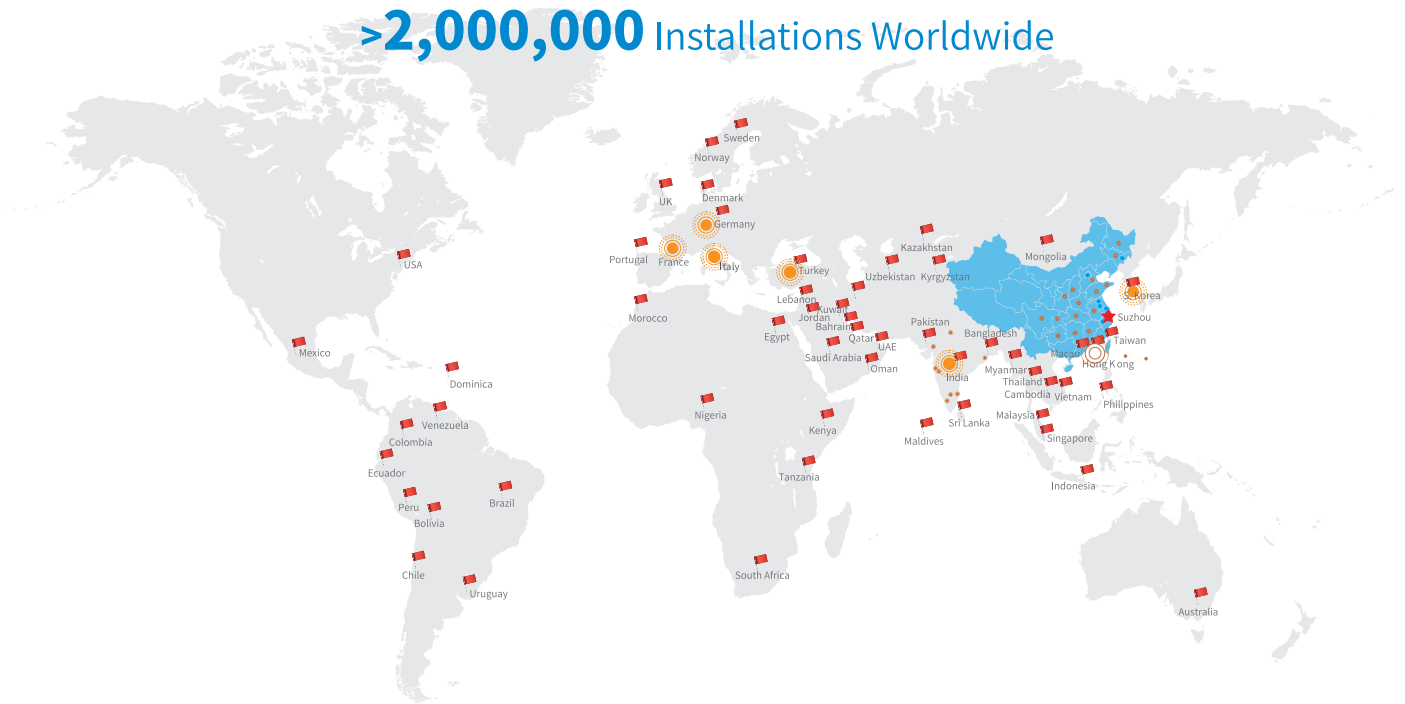 >2,000,000 Installations Worldwide
Sweden
Norway
UK
Denmark
Germany
Portugal
France
Italy
Turkey
Kazakhstan
Mongolia
USA
Uzbekistan
Kyrgyzstan
Lebanon
S. Korea
Morocco
Jordan
Kuwait
Bahrain
Suzhou
Egypt
Qatar
Pakistan
Bangladesh
Taiwan
UAE
Mexico
Saudi Arabia
Macau
Hong Kong
Oman
Myanmar
India
Dominica
Thailand
Cambodia
Vietnam
Philippines
Nigeria
Malaysia
Venezuela
Kenya
Sri Lanka
Colombia
Maldives
Singapore
Ecuador
Tanzania
Indonesia
Peru
Brazil
Bolivia
Chile
South Africa
Uruguay
Australia